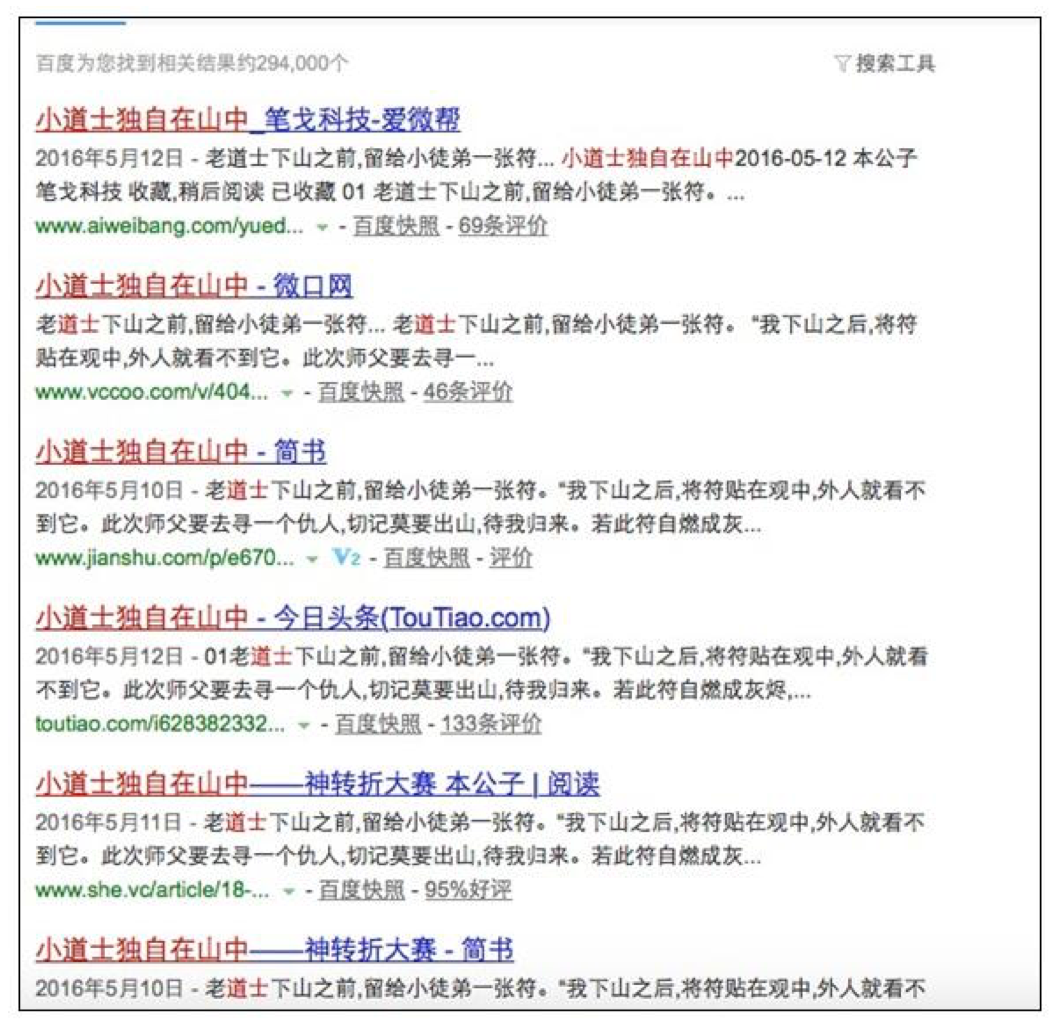 百度为您找到相关结果约294,000个 搜索工具
小道士独自在山中_笔戈科技-爱微帮
2016年5月12日 - 老道士下山之前,留给小徒弟一张符... 小道士独自在山中2016-05-12 本公子
笔戈科技 收藏,稍后阅读 已收藏 01 老道士下山之前,留给小徒弟一张符。...
www.aiweibang.com/yued... - 百度快照 - 69条评价
小道士独自在山中 - 微口网
老道士下山之前,留给小徒弟一张符... 老道士下山之前,留给小徒弟一张符。 "我下山之后,将符
贴在观中,外人就看不到它。此次师父要去寻一...
www.vccoo.com/v/404... - 百度快照 - 46条评价
小道士独自在山中 - 简书
2016年5月10日 - 老道士下山之前,留给小徒弟一张符。"我下山之后,将符贴在观中,外人就看不
到它。此次师父要去寻一个仇人,切记莫要出山,待我归来。若此符自燃成灰...
www.jianshu.com/p/e670... V2 - 百度快照 - 评价
小道士独自在山中 - 今日头条(TouTiao.com)
2016年5月12日 - 01老道士下山之前,留给小徒弟一张符。"我下山之后,将符贴在观中,外人就看
不到它。此次师父要去寻一个仇人,切记莫要出山,待我归来。若此符自燃成灰烬,...
toutiao.com/i628382332... - 百度快照 - 133条评价
小道士独自在山中——神转折大赛 本公子 | 阅读
2016年5月11日 - 老道士下山之前,留给小徒弟一张符。"我下山之后,将符贴在观中,外人就看不
到它。此次师父要去寻一个仇人,切记莫要出山,待我归来。若此符自燃成灰...
www.she.vc/article/18-... - 百度快照 - 95%好评
小道士独自在山中——神转折大赛 - 简书
2016年5月10日 - 老道士下山之前,留给小徒弟一张符。"我下山之后,将符贴在观中,外人就看不